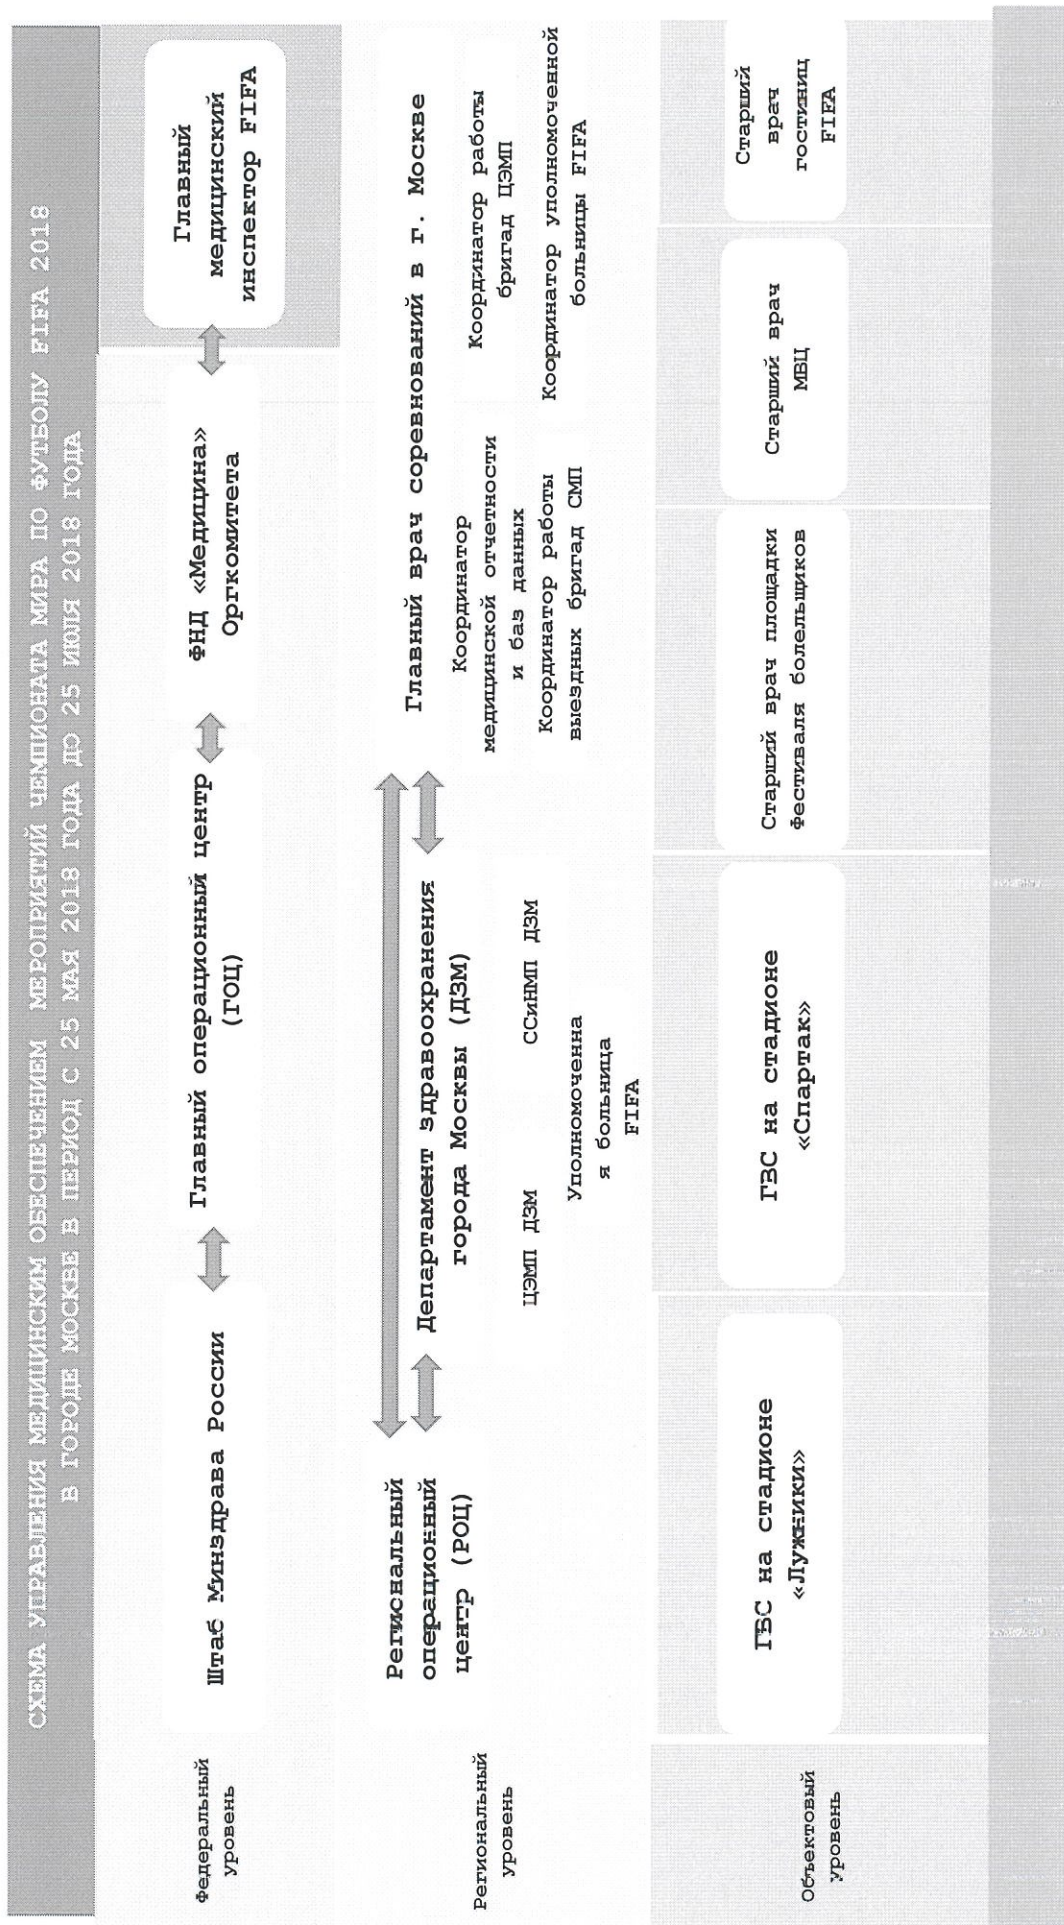 СХЕМА УПРАВЛЕНИЯ МЕДИЦИНСКИМ ОБЕСПЕЧЕНИЕМ МЕРОПРИЯТИЙ ЧЕМПИОНАТА МИРА ПО ФУТБОЛУ FIFA 2018
В ГОРОДЕ МОСКВЕ В ПЕРИОД С 25 МАЯ 2018 ГОДА ДО 25 ИЮЛЯ 2018 ГОДА
Федеральный
уровень
Штаб Минздрава России
Главный операционный центр
(ГОЦ)
ФНД «Медицина»
Оргкомитета
Главный
медицинский
инспектор FIFA
Региональный
уровень
Региональный
операционный
центр (РОЦ)
Департамент здравоохранения
города Москвы (ДЗМ)
ЦЭМП ДЗМ
ССиНМП ДЗМ
Уполномоченна
я больница
FIFA
Главный врач соревнований в г. Москве
Координатор
медицинской отчетности
и баз данных
Координатор работы
выездных бригад СМП
Координатор работы
бригад ЦЭМП
Координатор уполномоченной
больницы FIFA
Объектовый
уровень
ГВС на стадионе
«Лужники»
ГВС на стадионе
«Спартак»
Старший врач площадки
Фестиваля болельщиков
Старший врач
МВЦ
Старший
врач
гостиниц
FIFA